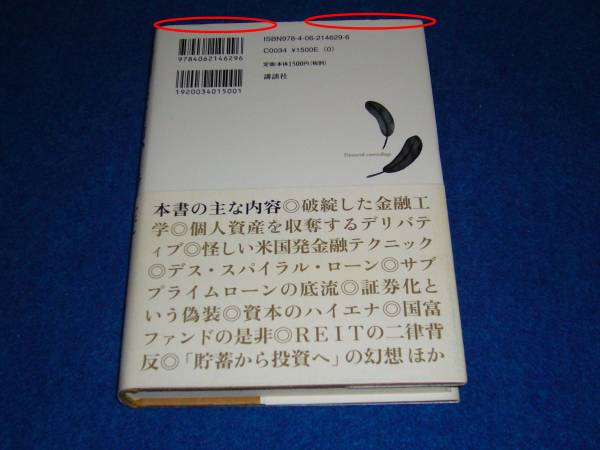 ISBN978-4-06-214629-6
C0034 ¥1500E (0)
定価:本体1500円(税別)
講談社
9784062146296
1920034015001
Financial camouflage
本書の主な内容◎破綻した金融工
学◎個人資産を収奪するデリバテ
ィブ◎怪しい米国発金融テクニック
◎デス・スパイラル・ローン◎サブ
プライムローンの底流◎証券化と
いう偽装◎資本のハイエナ◎国富
ファンドの是非◎REITの二律背
反◎「貯蓄から投資へ」の幻想 ほか